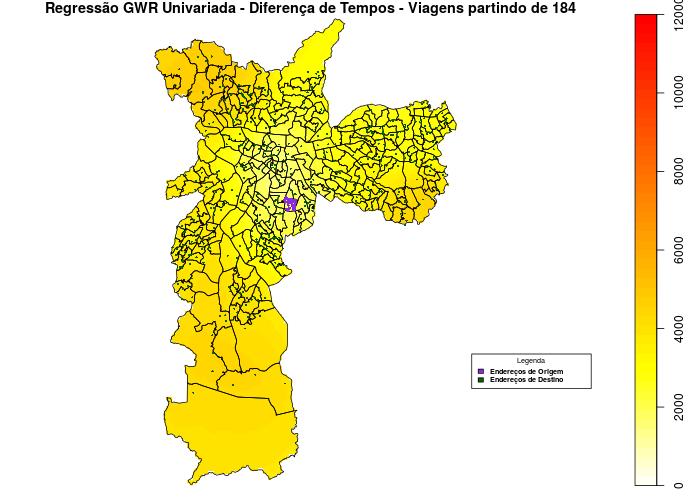 Regressão GWR Univariada - Diferença de Tempos - Viagens partindo de 184
12000
10000
8000
6000
4000
2000
0
Legenda
Endereços de Origem
Endereços de Destino